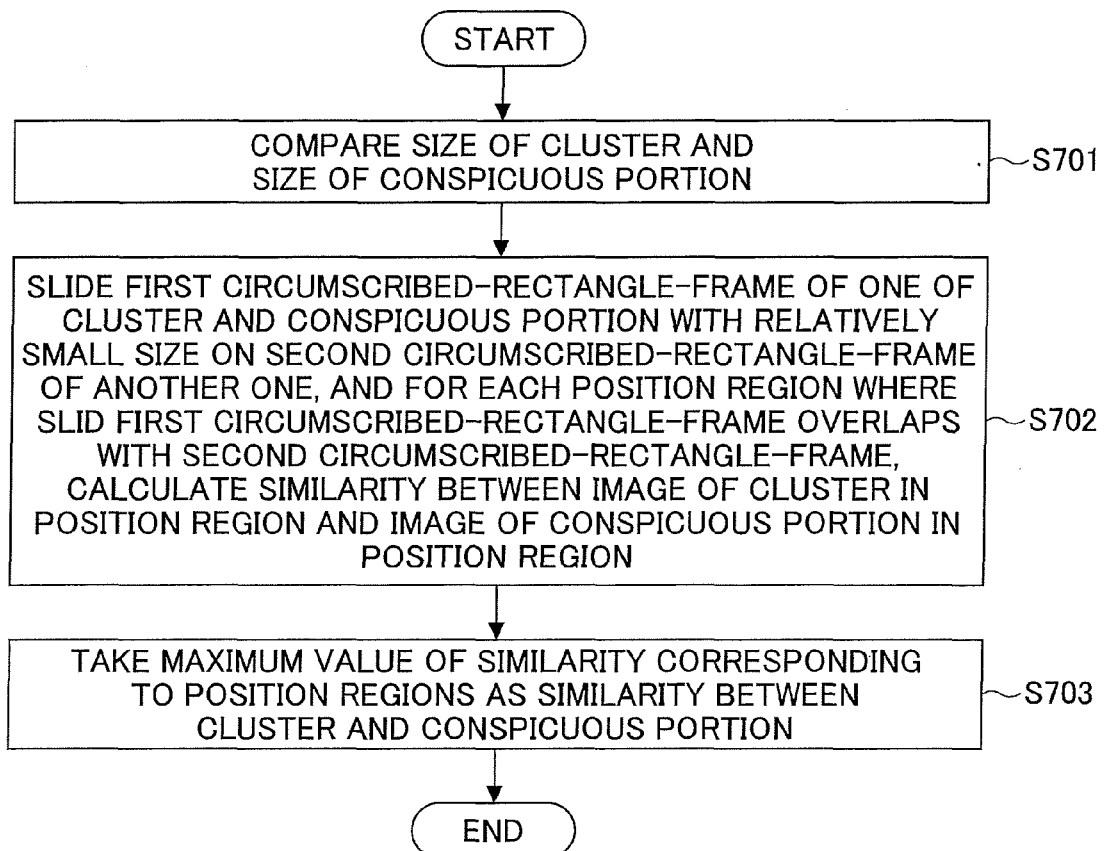 START
COMPARE SIZE OF CLUSTER AND
SIZE OF CONSPICUOUS PORTION
S701
SLIDE FIRST CIRCUMSCRIBED-RECTANGLE-FRAME OF ONE OF
CLUSTER AND CONSPICUOUS PORTION WITH RELATIVELY
SMALL SIZE ON SECOND CIRCUMSCRIBED-RECTANGLE-FRAME
OF ANOTHER ONE, AND FOR EACH POSITION REGION WHERE
SLID FIRST CIRCUMSCRIBED-RECTANGLE-FRAME OVERLAPS
WITH SECOND CIRCUMSCRIBED-RECTANGLE-FRAME,
CALCULATE SIMILARITY BETWEEN IMAGE OF CLUSTER IN
POSITION REGION AND IMAGE OF CONSPICUOUS PORTION IN
POSITION REGION
S702
TAKE MAXIMUM VALUE OF SIMILARITY CORRESPONDING
TO POSITION REGIONS AS SIMILARITY BETWEEN
CLUSTER AND CONSPICUOUS PORTION
S703
END